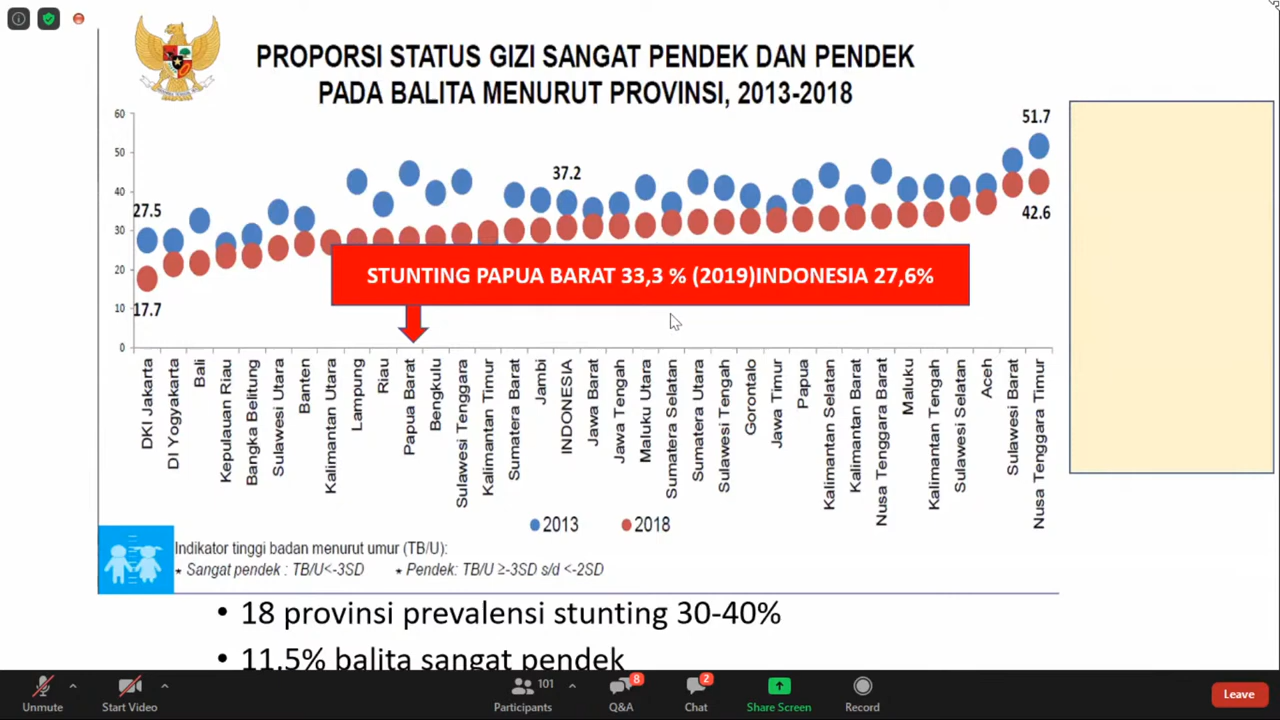 PROPORSI STATUS GIZI SANGAT PENDEK DAN PENDEK
PADA BALITA MENURUT PROVINSI, 2013-2018
60
50
40
30
20
10
0
27.5
17.7
37.2
51.7
42.6
STUNTING PAPUA BARAT 33,3 % (2019)INDONESIA 27,6%
DKI Jakarta
DI Yogyakarta
Bali
Kepulauan Riau
Bangka Belitung
Sulawesi Utara
Banten
Kalimantan Utara
Lampung
Riau
Papua Barat
Bengkulu
Sulawesi Tenggara
Kalimantan Timur
Sumatera Barat
Jambi
INDONESIA
Jawa Barat
Jawa Tengah
Maluku Utara
Sumatera Selatan
Sumatera Utara
Sulawesi Tengah
Gorontalo
Jawa Timur
Papua
Kalimantan Selatan
Kalimantan Barat
Nusa Tenggara Barat
Maluku
Kalimantan Tengah
Sulawesi Selatan
Aceh
Sulawesi Barat
Nusa Tenggara Timur
2013 2018
Indikator tinggi badan menurut umur (TB/U):
★ Sangat pendek : TB/U<-3SD ★ Pendek: TB/U ≥-3SD s/d <-2SD
• 18 provinsi prevalensi stunting 30-40%
• 11,5% balita sangat pendek
101 8 2
Unmute Start Video Participants Q&A Chat Share Screen Record Leave